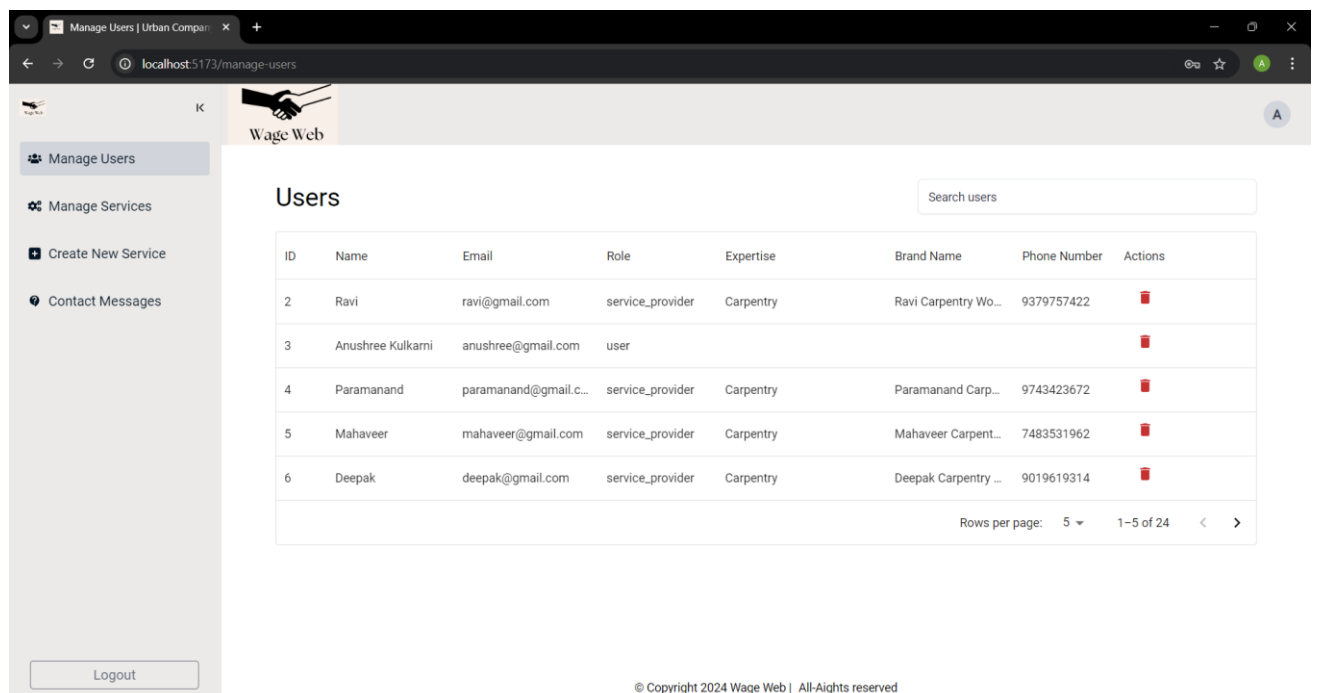 Manage Users | Urban Compan
localhost:5173/manage-users
A
Wage Web
A
Manage Users
Manage Services
Create New Service
Contact Messages
Logout
Users
Search users
ID Name Email Role Expertise Brand Name Phone Number Actions
2 Ravi ravi@gmail.com service_provider Carpentry Ravi Carpentry Wo... 9379757422
3 Anushree Kulkarni anushree@gmail.com user
4 Paramanand paramanand@gmail.c... service_provider Carpentry Paramanand Carp... 9743423672
5 Mahaveer mahaveer@gmail.com service_provider Carpentry Mahaveer Carpent... 7483531962
6 Deepak deepak@gmail.com service_provider Carpentry Deepak Carpentry ... 9019619314
Rows per page: 5 1–5 of 24
© Copyright 2024 Wage Web | All-Aights reserved